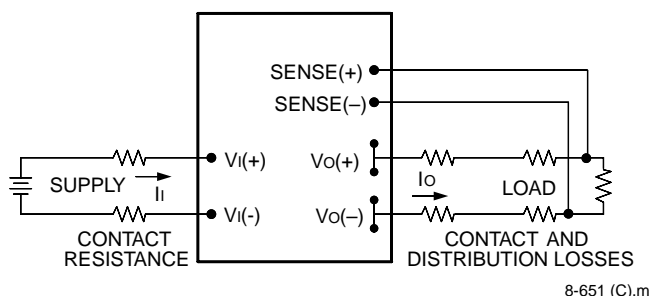 SENSE(+)
SENSE(–)
VI(+)
VO(+)
IO
SUPPLY
II
LOAD
VI(-)
VO(–)
CONTACT
RESISTANCE
CONTACT AND
DISTRIBUTION LOSSES
8-651 (C).m